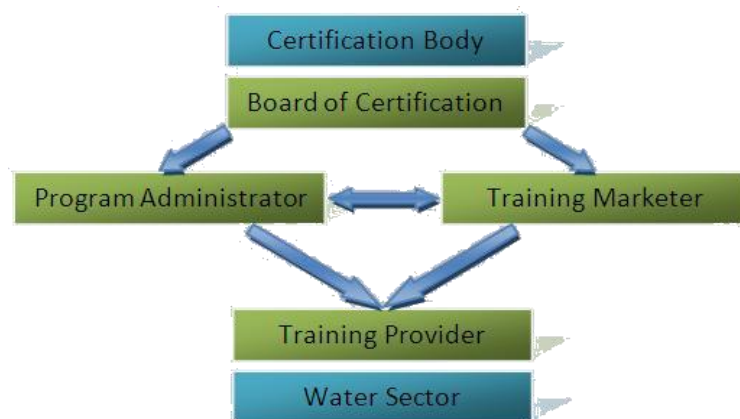 Certification Body
Board of Certification
Program Administrator
Training Marketer
Training Provider
Water Sector